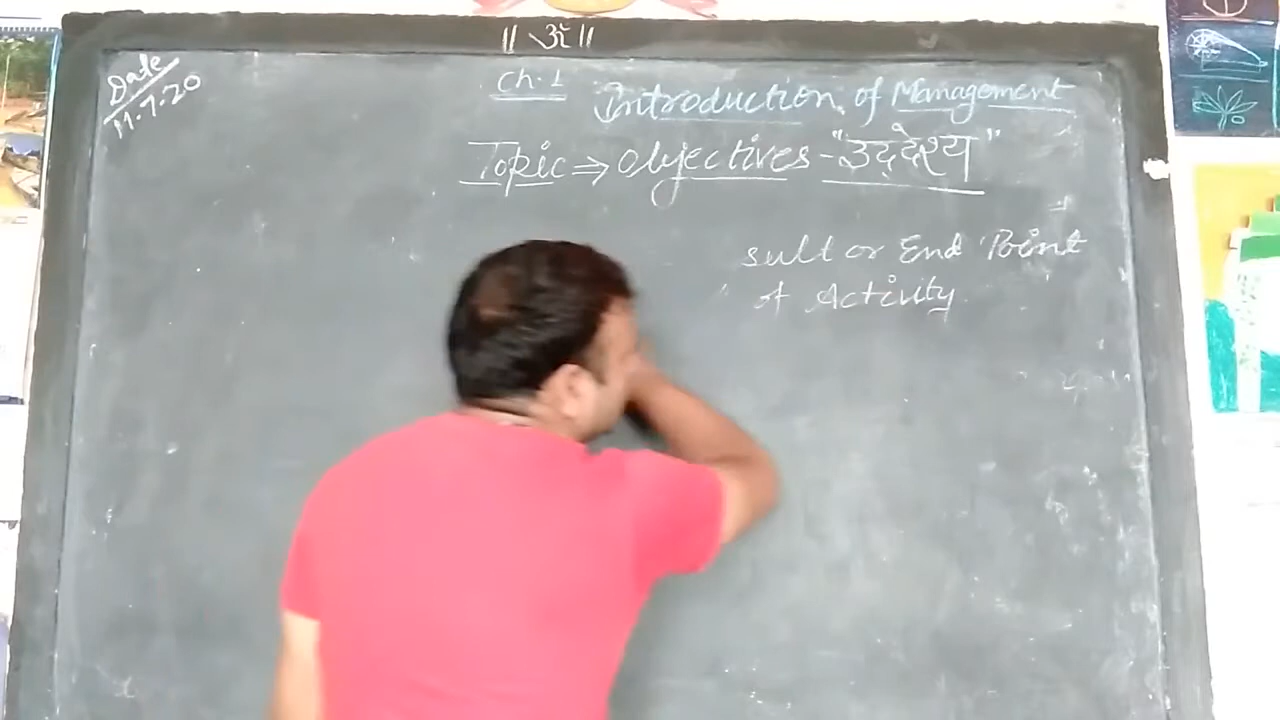 || ॐ ||
Date
11.7.20
Ch. 1 Introduction of Management
Topic ⇒ Objectives - "उद्देश्य"
sult or End Point
of Activity